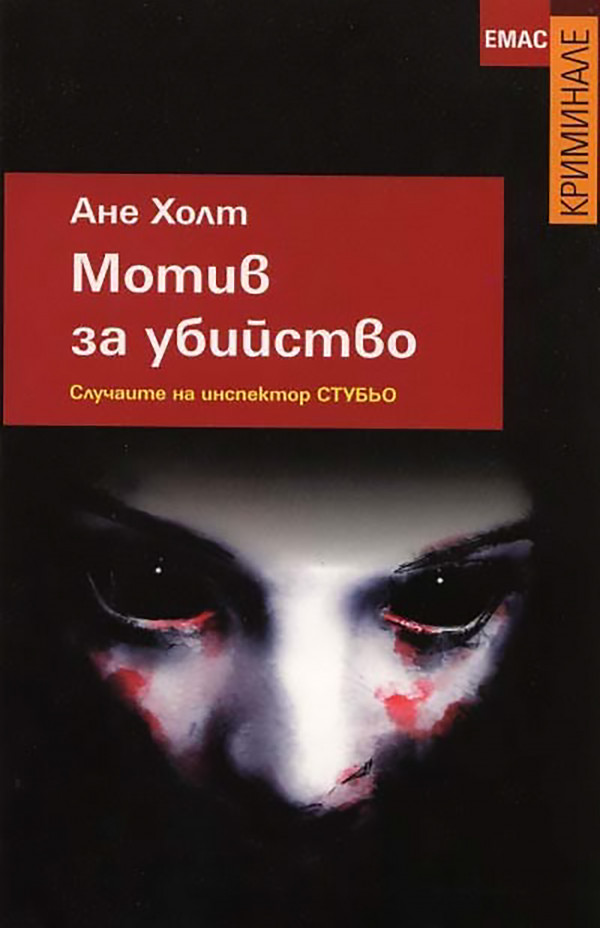 ЕМАС
КРИМИНАЛЕ
Ане Холт
Мотив
за убийство
Случаите на инспектор СТУБЬО